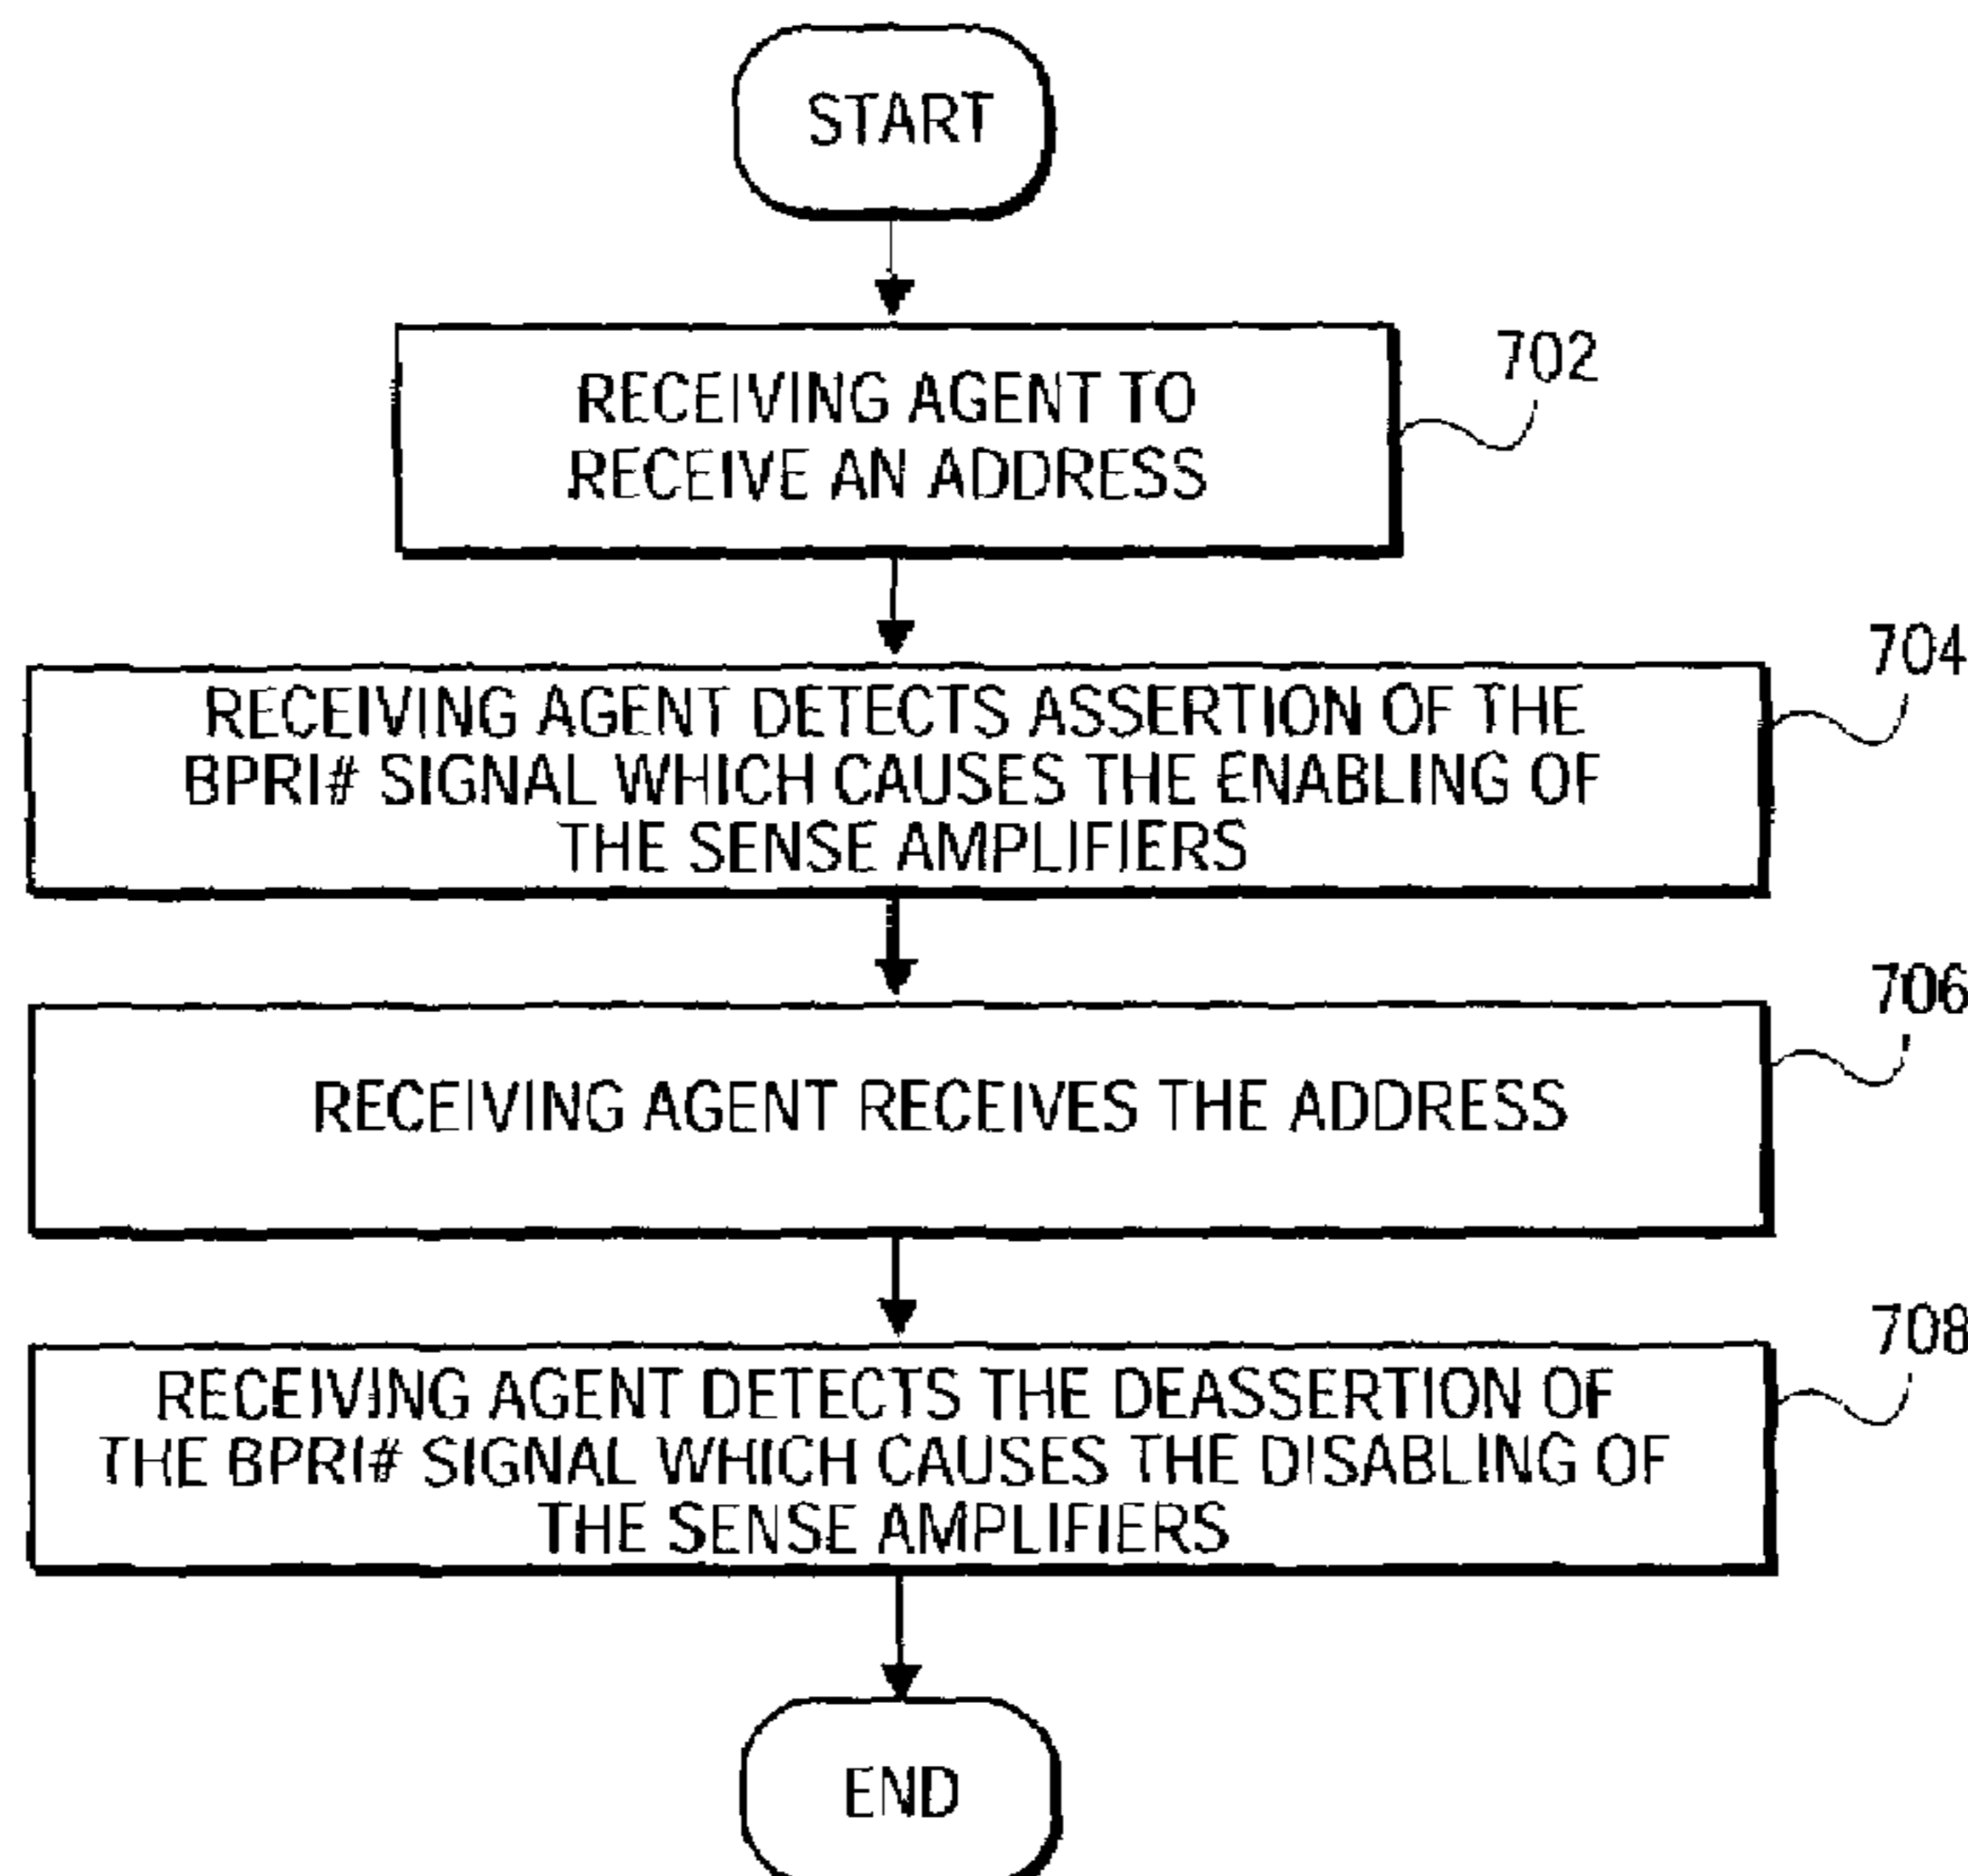 START
RECEIVING AGENT TO
RECEIVE AN ADDRESS
702
704
RECEIVING AGENT DETECTS ASSERTION OF THE
BPRI# SIGNAL WHICH CAUSES THE ENABLING OF
THE SENSE AMPLIFIERS
706
RECEIVING AGENT RECEIVES THE ADDRESS
708
RECEIVING AGENT DETECTS THE DEASSERTION OF
THE BPRI# SIGNAL WHICH CAUSES THE DISABLING OF
THE SENSE AMPLIFIERS
END